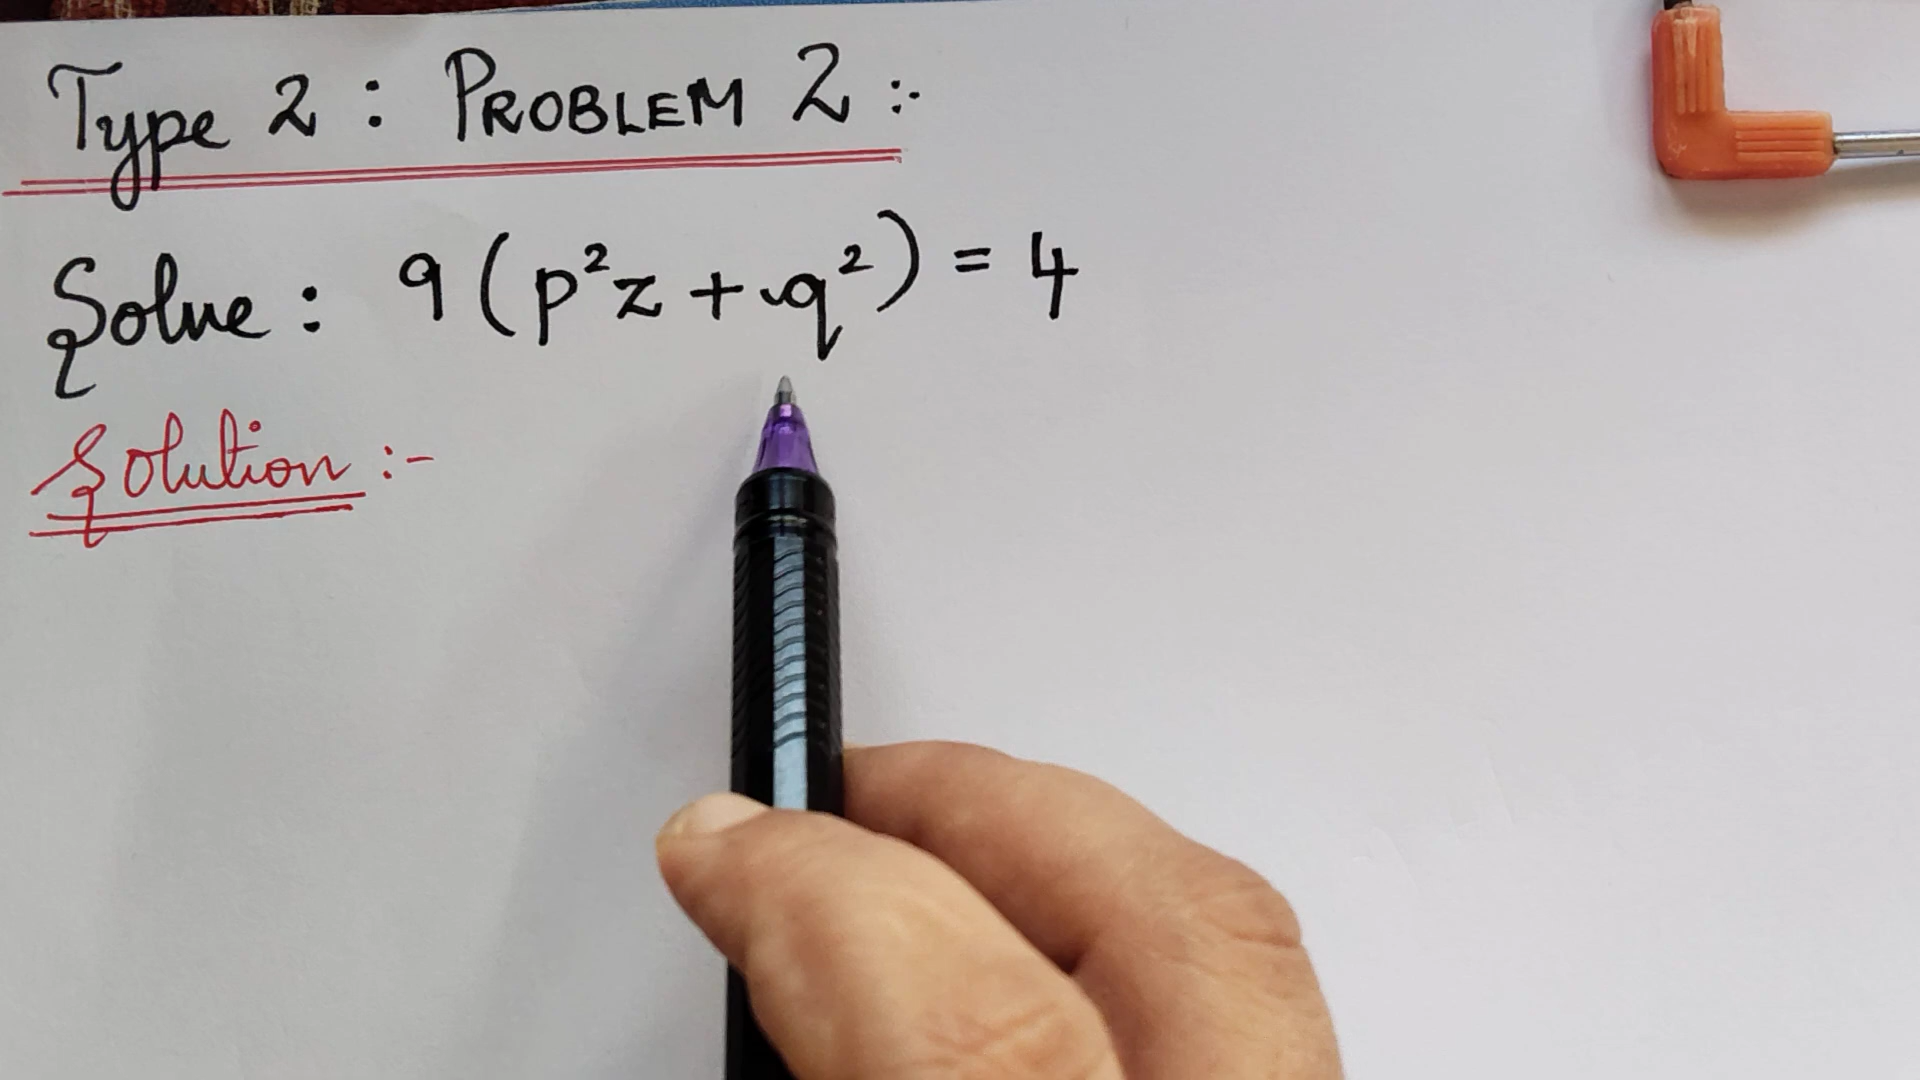 Type 2 : PROBLEM 2 :-
Solve : 9 (p²z + q²) = 4
Solution :-